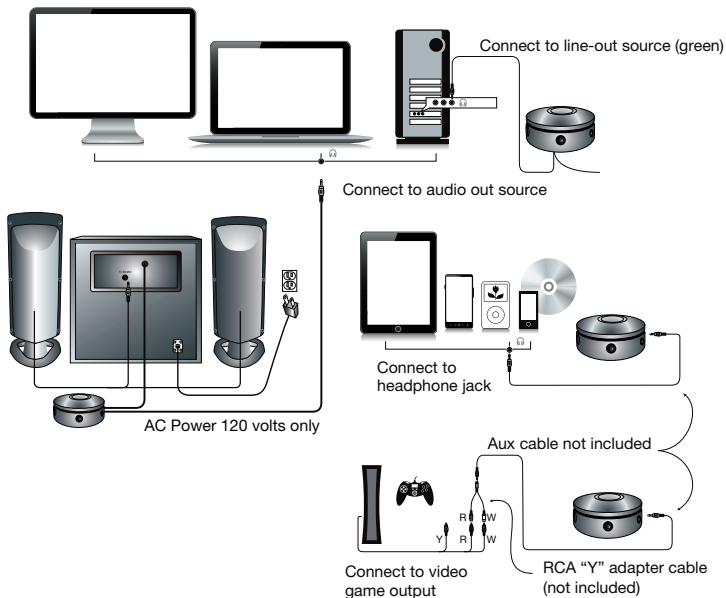 Connect to line-out source (green)
Connect to audio out source
AC Power 120 volts only
Connect to
headphone jack
Aux cable not included
R
W
Y
R
W
Connect to video
game output
RCA “Y” adapter cable
(not included)